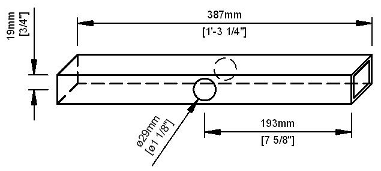 387mm
[1'-3 1/4"]
19mm
[3/4"]
ø29mm
[ø1 1/8"]
193mm
[7 5/8"]